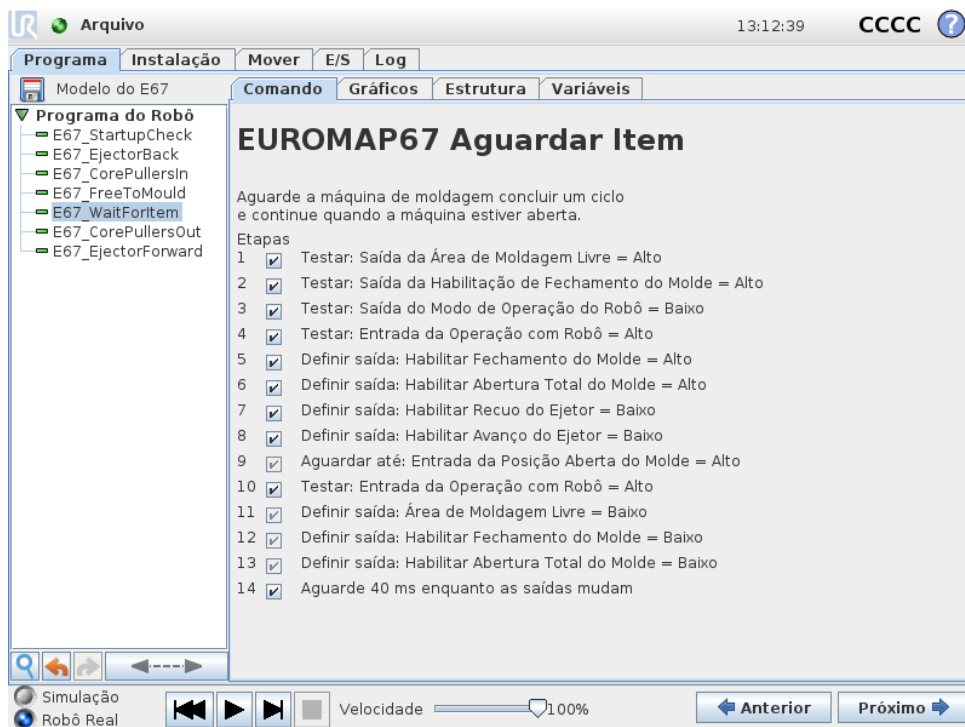 UR Arquivo 13:12:39 CCCC ?
Programa Instalação Mover E/S Log
Modelo do E67 Comando Gráficos Estrutura Variáveis
Programa do Robô
E67_StartupCheck
E67_EjectorBack
E67_CorePullersIn
E67_FreeToMould
E67_WaitForItem
E67_CorePullersOut
E67_EjectorForward
EUROMAP67 Aguardar Item
Aguarde a máquina de moldagem concluir um ciclo
e continue quando a máquina estiver aberta.
Etapas
1 Testar: Saída da Área de Moldagem Livre = Alto
2 Testar: Saída da Habilitação de Fechamento do Molde = Alto
3 Testar: Saída do Modo de Operação do Robô = Baixo
4 Testar: Entrada da Operação com Robô = Alto
5 Definir saída: Habilitar Fechamento do Molde = Alto
6 Definir saída: Habilitar Abertura Total do Molde = Alto
7 Definir saída: Habilitar Recuo do Ejetor = Baixo
8 Definir saída: Habilitar Avanço do Ejetor = Baixo
9 Aguardar até: Entrada da Posição Aberta do Molde = Alto
10 Testar: Entrada da Operação com Robô = Alto
11 Definir saída: Área de Moldagem Livre = Baixo
12 Definir saída: Habilitar Fechamento do Molde = Baixo
13 Definir saída: Habilitar Abertura Total do Molde = Baixo
14 Aguarde 40 ms enquanto as saídas mudam
Simulação
Robô Real
Velocidade 100% Anterior Próximo